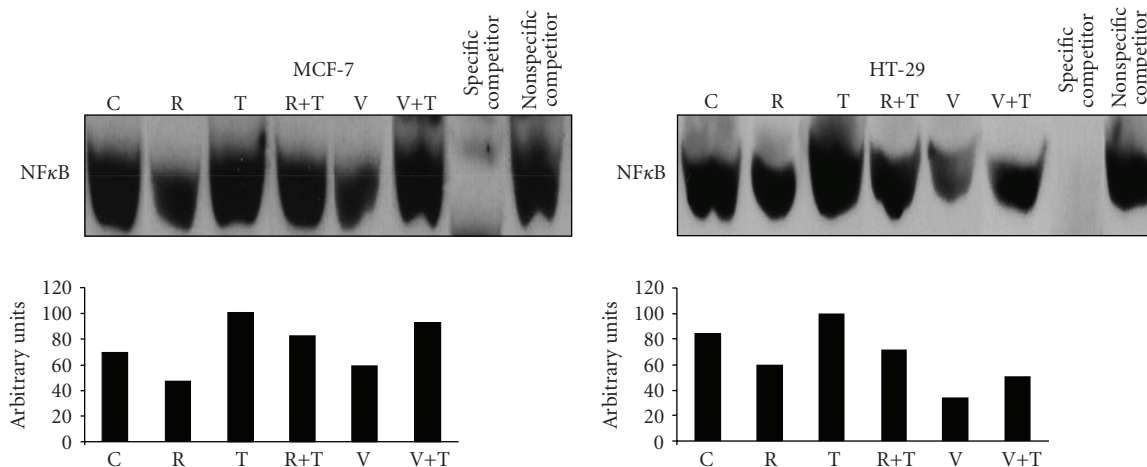 MCF-7
C R T R+T V V+T Specific competitor Nonspecific competitor
NFκB
120
100
80
60
40
20
0
Arbitrary units
C R T R+T V V+T
HT-29
C R T R+T V V+T Specific competitor Nonspecific competitor
NFκB
120
100
80
60
40
20
0
Arbitrary units
C R T R+T V V+T